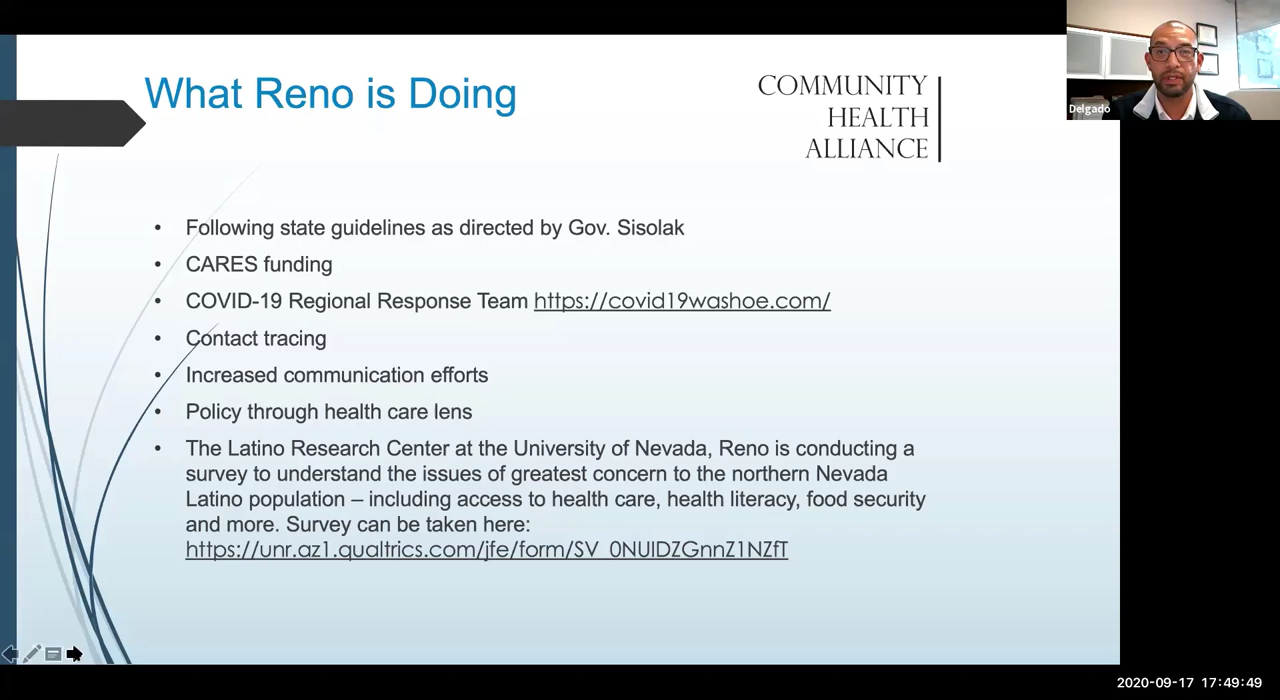 What Reno is Doing
COMMUNITY
HEALTH
ALLIANCE
Delgado
• Following state guidelines as directed by Gov. Sisolak
• CARES funding
• COVID-19 Regional Response Team https://covid19washoe.com/
• Contact tracing
• Increased communication efforts
• Policy through health care lens
• The Latino Research Center at the University of Nevada, Reno is conducting a
survey to understand the issues of greatest concern to the northern Nevada
Latino population – including access to health care, health literacy, food security
and more. Survey can be taken here:
https://unr.az1.qualtrics.com/jfe/form/SV_0NUlDZGnnZ1NZfT
2020-09-17 17:49:49